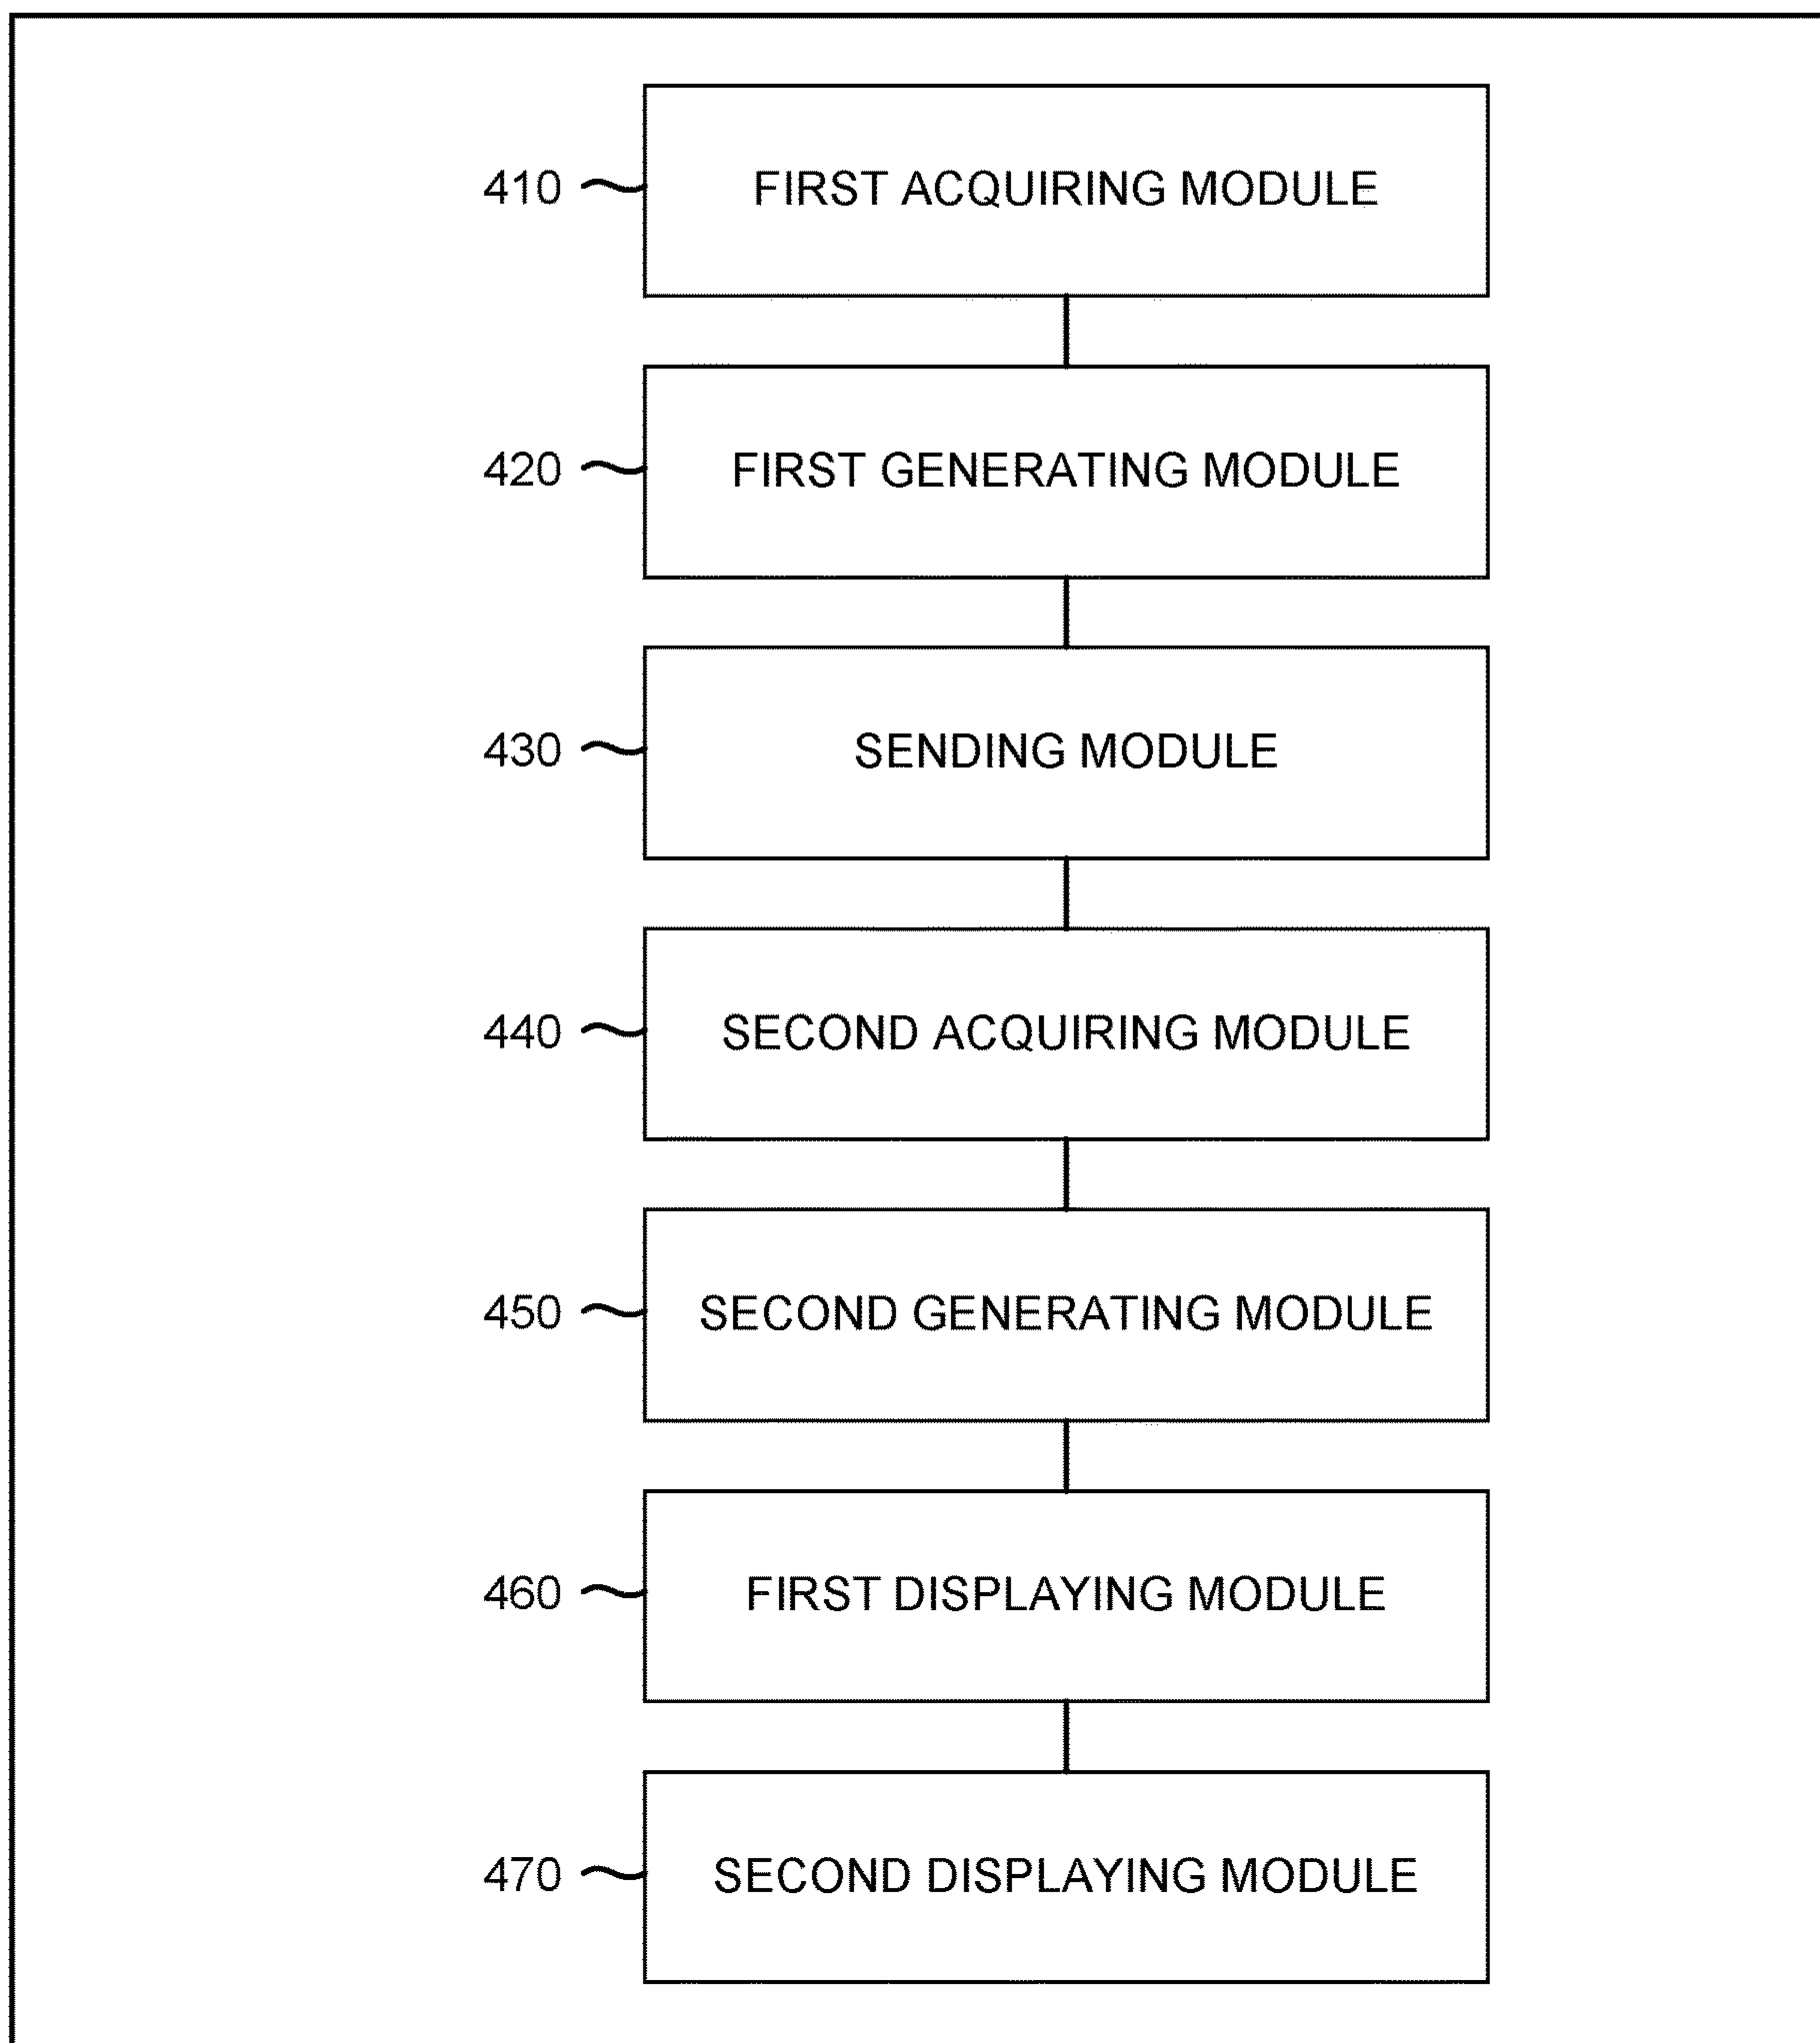 410 FIRST ACQUIRING MODULE
420 FIRST GENERATING MODULE
430 SENDING MODULE
440 SECOND ACQUIRING MODULE
450 SECOND GENERATING MODULE
460 FIRST DISPLAYING MODULE
470 SECOND DISPLAYING MODULE